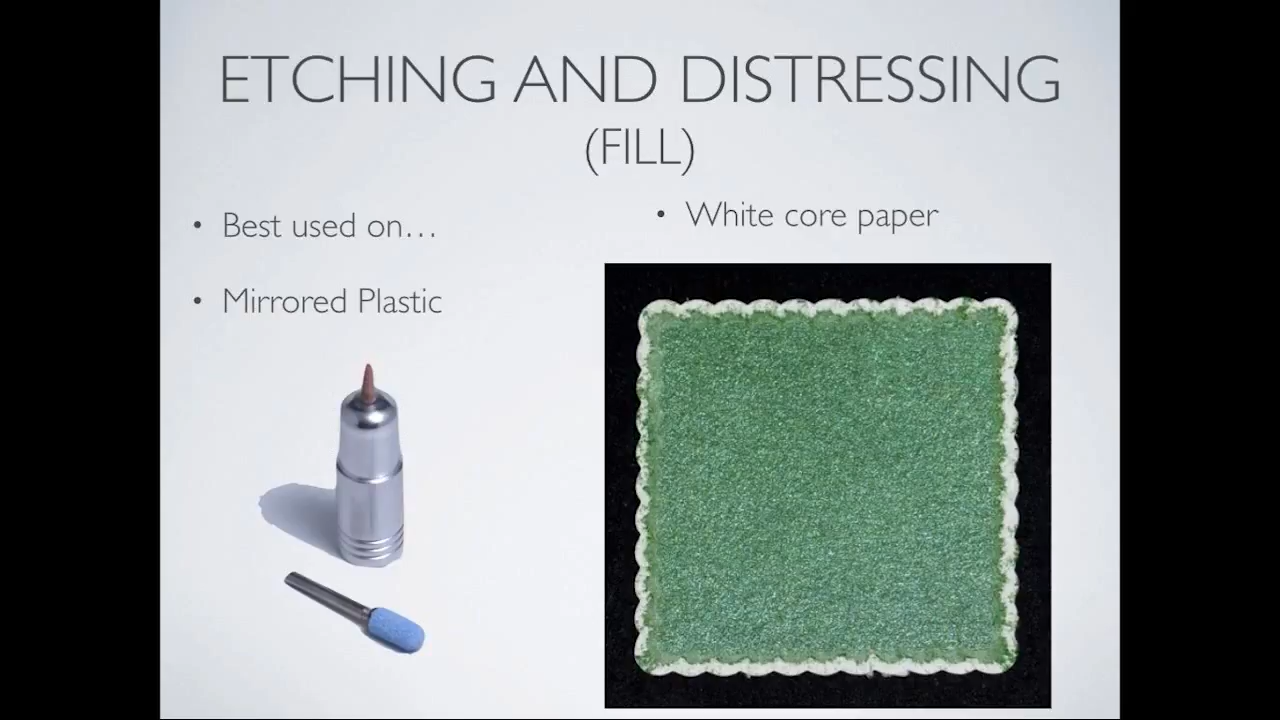 ETCHING AND DISTRESSING
(FILL)
• Best used on…
• Mirrored Plastic
• White core paper